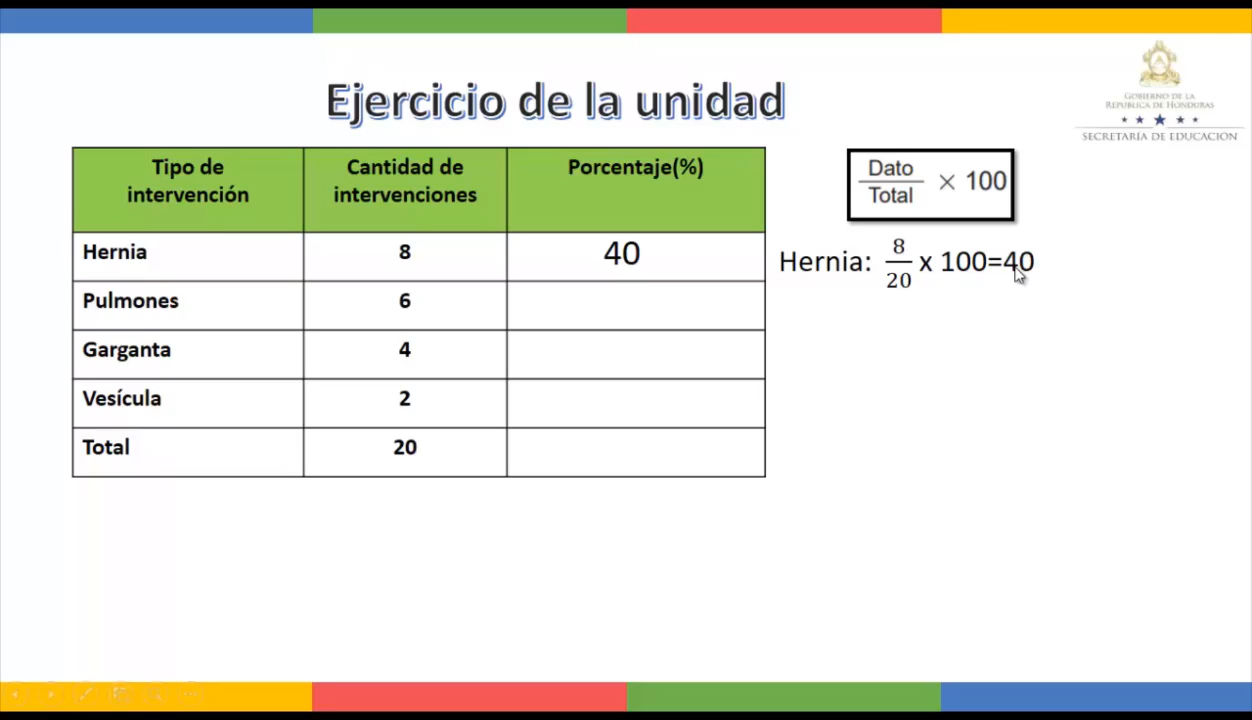 Ejercicio de la unidad
GOBIERNO DE LA
REPÚBLICA DE HONDURAS
SECRETARÍA DE EDUCACIÓN
Tipo de intervención Cantidad de intervenciones Porcentaje(%)
Hernia 8 40
Pulmones 6
Garganta 4
Vesícula 2
Total 20
Dato/Total × 100
Hernia: 8/20 x 100=40